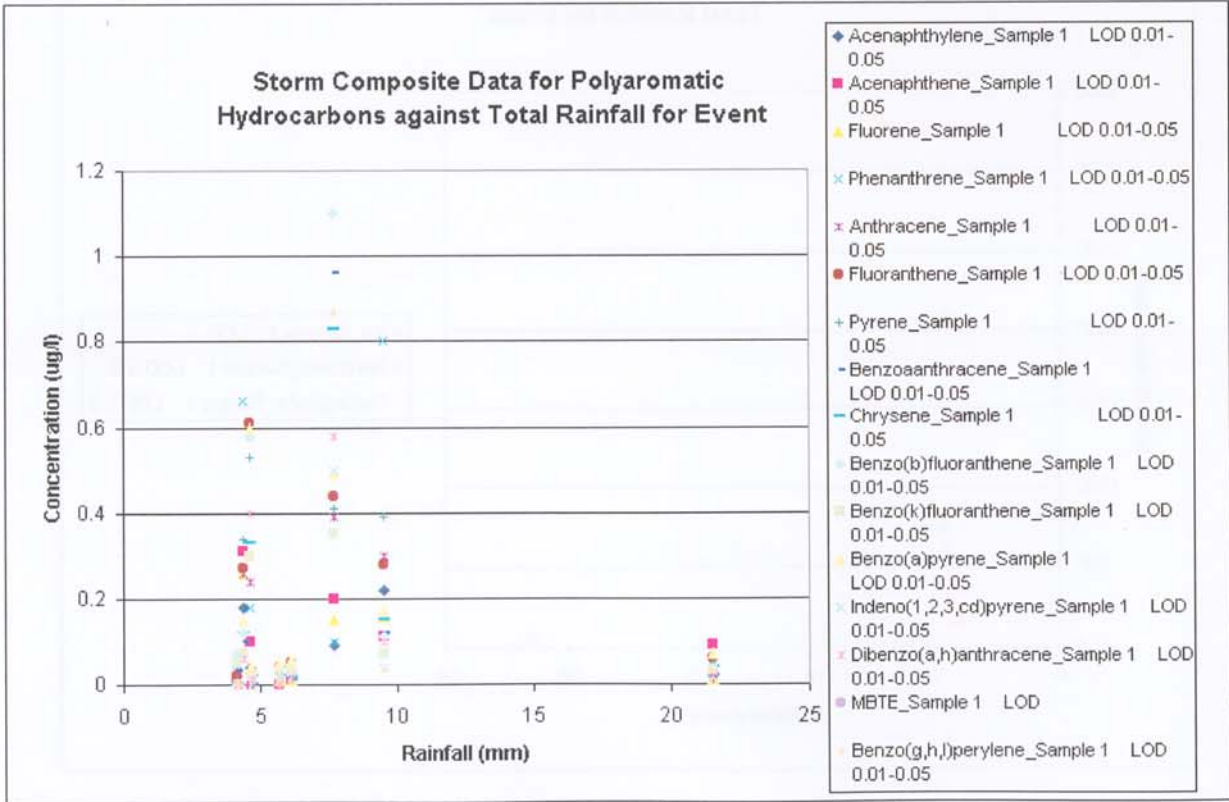 Storm Composite Data for Polyaromatic
Hydrocarbons against Total Rainfall for Event
1.2
1
0.8
0.6
0.4
0.2
0
Concentration (ug/l)
0 5 10 15 20 25
Rainfall (mm)
Acenaphthylene_Sample 1 LOD 0.01-
0.05
Acenaphthene_Sample 1 LOD 0.01-
0.05
Fluorene_Sample 1 LOD 0.01-0.05
Phenanthrene_Sample 1 LOD 0.01-0.05
Anthracene_Sample 1 LOD 0.01-
0.05
Fluoranthene_Sample 1 LOD 0.01-0.05
Pyrene_Sample 1 LOD 0.01-
0.05
Benzoaanthracene_Sample 1
LOD 0.01-0.05
Chrysene_Sample 1 LOD 0.01-
0.05
Benzo(b)fluoranthene_Sample 1 LOD
0.01-0.05
Benzo(k)fluoranthene_Sample 1 LOD
0.01-0.05
Benzo(a)pyrene_Sample 1
LOD 0.01-0.05
Indeno(1,2,3,cd)pyrene_Sample 1 LOD
0.01-0.05
Dibenzo(a,h)anthracene_Sample 1 LOD
0.01-0.05
MBTE_Sample 1 LOD
Benzo(g,h,l)perylene_Sample 1 LOD
0.01-0.05